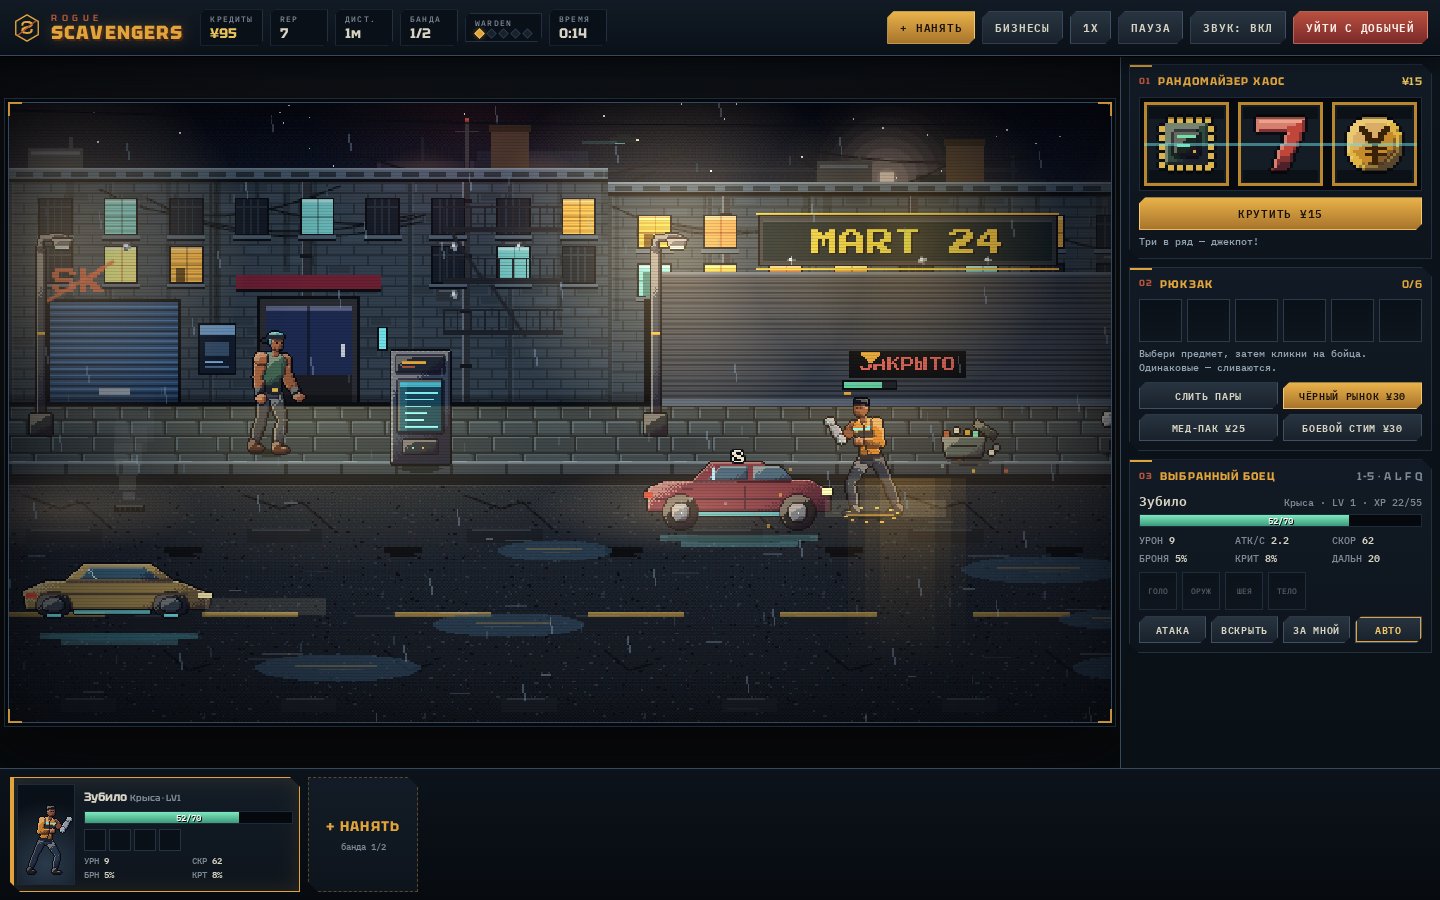 ROGUE
SCAVENGERS
КРЕДИТЫ
¥95
REP
7
ДИСТ.
1м
БАНДА
1/2
WARDEN
ВРЕМЯ
0:14
+ НАНЯТЬ
БИЗНЕСЫ
1X
ПАУЗА
ЗВУК: ВКЛ
УЙТИ С ДОБЫЧЕЙ
SK
MART 24
ЗАКРЫТО
8
01 РАНДОМАЙЗЕР ХАОС ¥15
7
¥
КРУТИТЬ ¥15
Три в ряд — джекпот!
02 РЮКЗАК 0/6
Выбери предмет, затем кликни на бойца.
Одинаковые — сливаются.
СЛИТЬ ПАРЫ
ЧЁРНЫЙ РЫНОК ¥30
МЕД-ПАК ¥25
БОЕВОЙ СТИМ ¥30
03 ВЫБРАННЫЙ БОЕЦ 1-5 · A L F Q
Зубило Крыса · LV 1 · XP 22/55
52/70
УРОН 9 АТК/С 2.2 СКОР 62
БРОНЯ 5% КРИТ 8% ДАЛЬН 20
ГОЛО ОРУЖ ШЕЯ ТЕЛО
АТАКА
ВСКРЫТЬ
ЗА МНОЙ
АВТО
Зубило Крыса · LV1
52/70
УРН 9 СКР 62
БРН 5% КРТ 8%
+ НАНЯТЬ
банда 1/2